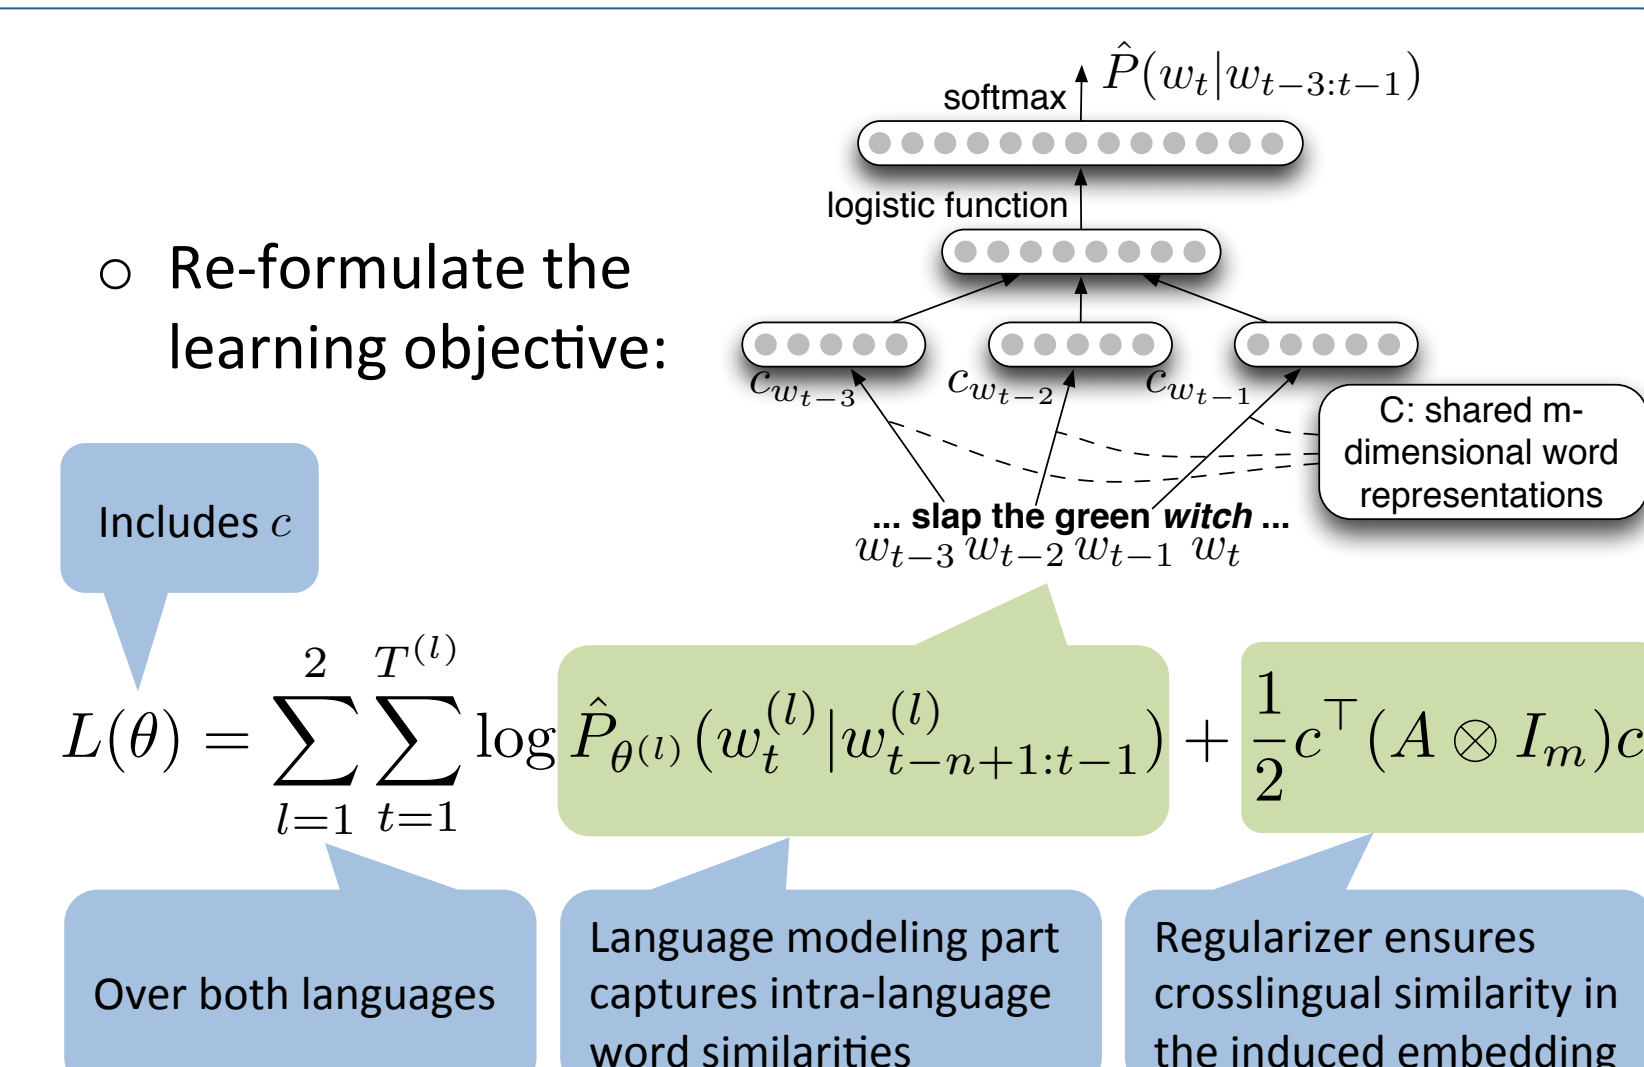 softmax
P̂(w_t|w_{t−3:t−1})
logistic function
○ Re-formulate the
learning objective:
c_{w_{t−3}} c_{w_{t−2}} c_{w_{t−1}}
C: shared m-
dimensional word
representations
... slap the green witch ...
w_{t−3} w_{t−2} w_{t−1} w_t
Includes c
L(θ) = ∑_{l=1}^{2} ∑_{t=1}^{T^{(l)}} log P̂_{θ^{(l)}}(w_t^{(l)}|w_{t−n+1:t−1}^{(l)}) + \frac{1}{2}c^⊤(A ⊗ I_m)c
Over both languages
Language modeling part
captures intra-language
word similarities
Regularizer ensures
crosslingual similarity in
the induced embedding